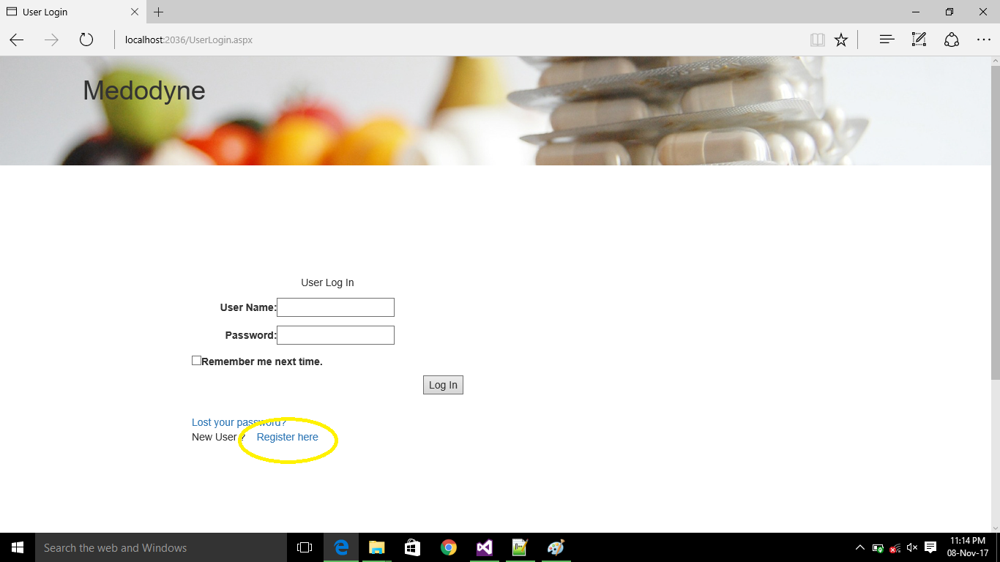 User Login
localhost:2036/UserLogin.aspx
Medodyne
User Log In
User Name:
Password:
Remember me next time.
Log In
Lost your password?
New User ? Register here
Search the web and Windows
11:14 PM
08-Nov-17